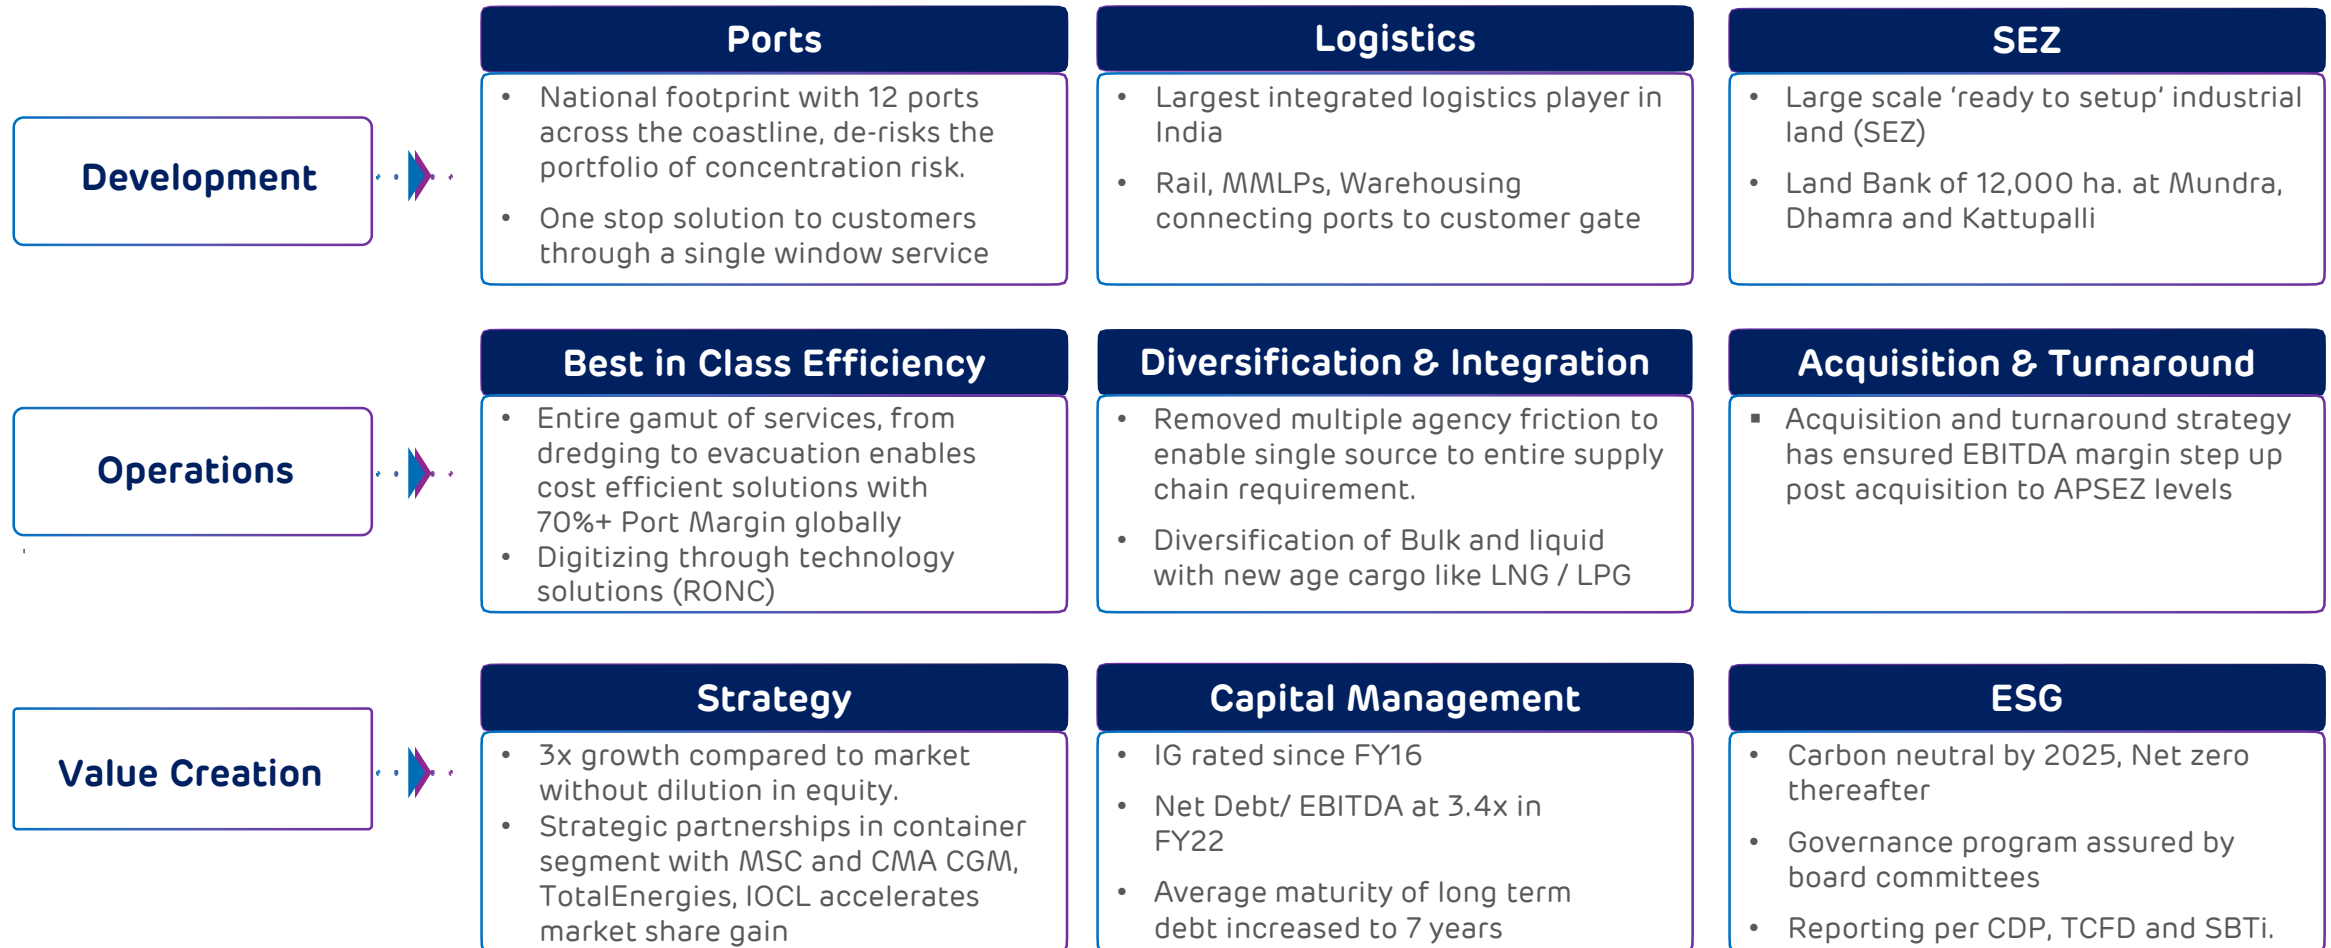 Ports
Logistics
SEZ
Development
• National footprint with 12 ports
across the coastline, de-risks the
portfolio of concentration risk.
• One stop solution to customers
through a single window service
• Largest integrated logistics player in
India
• Rail, MMLPs, Warehousing
connecting ports to customer gate
• Large scale ‘ready to setup’ industrial
land (SEZ)
• Land Bank of 12,000 ha. at Mundra,
Dhamra and Kattupalli
Best in Class Efficiency
Diversification & Integration
Acquisition & Turnaround
Operations
• Entire gamut of services, from
dredging to evacuation enables
cost efficient solutions with
70%+ Port Margin globally
• Digitizing through technology
solutions (RONC)
• Removed multiple agency friction to
enable single source to entire supply
chain requirement.
• Diversification of Bulk and liquid
with new age cargo like LNG / LPG
▪ Acquisition and turnaround strategy
has ensured EBITDA margin step up
post acquisition to APSEZ levels
Strategy
Capital Management
ESG
Value Creation
• 3x growth compared to market
without dilution in equity.
• Strategic partnerships in container
segment with MSC and CMA CGM,
TotalEnergies, IOCL accelerates
market share gain
• IG rated since FY16
• Net Debt/ EBITDA at 3.4x in
FY22
• Average maturity of long term
debt increased to 7 years
• Carbon neutral by 2025, Net zero
thereafter
• Governance program assured by
board committees
• Reporting per CDP, TCFD and SBTi.